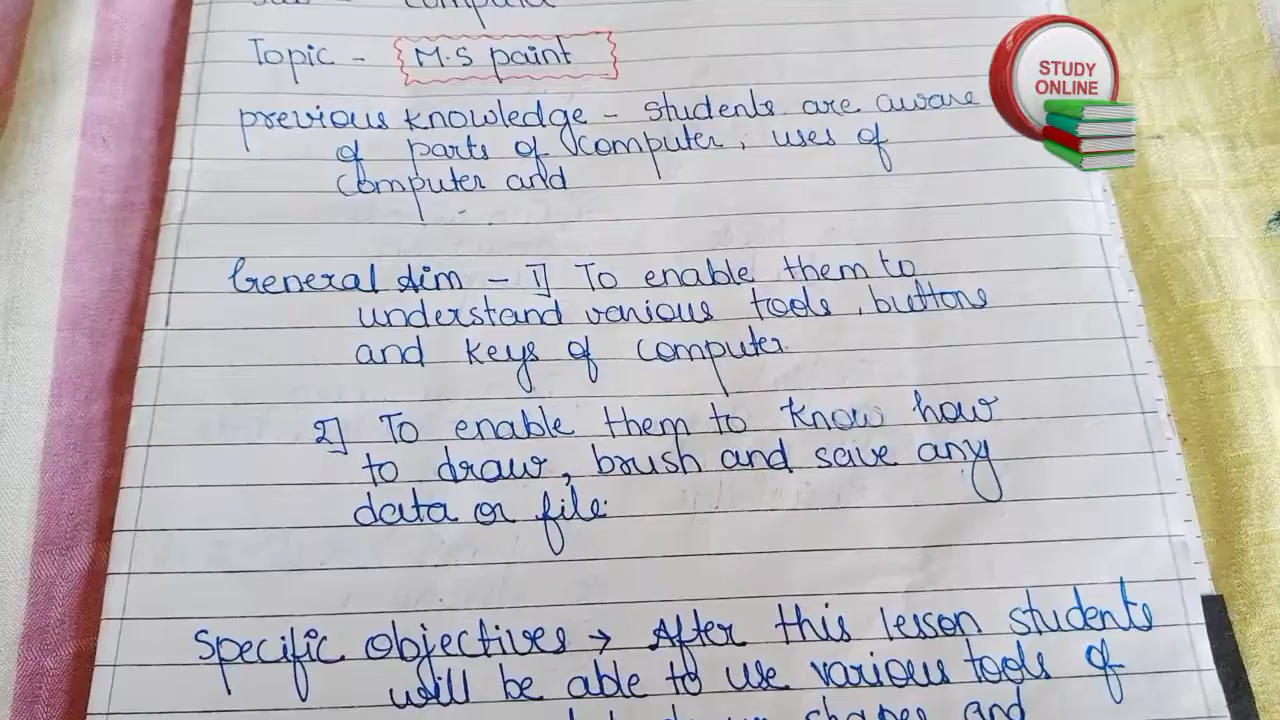 Topic - M.S paint
previous knowledge - students are aware
of parts of computer, uses of
computer and
General Aim - 1] To enable them to
understand various tools, buttons
and keys of computer.
2] To enable them to know how
to draw, brush and save any
data or file.
Specific objectives → After this lesson students
will be able to use various tools of
shapes and
STUDY
ONLINE